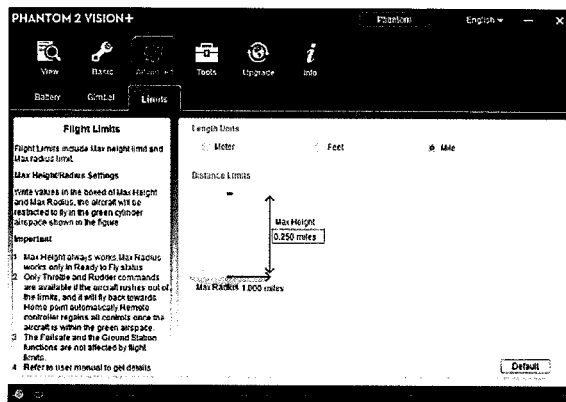 PHANTOM 2 VISION+
Phantom
English
View
Basic
Advanced
Tools
Upgrade
Info
Battery
Gimbal
Limits
Flight Limits
Flight Limits include Max height limit and
Max radius limit.
Max Height/Radius Settings
Write values in the boxed of Max Height
and Max Radius, the aircraft will be
restricted to fly in the green cylinder
airspace shown in the figure
Important
1 Max Height always works, Max Radius
works only in Ready to Fly status
2 Only Throttle and Rudder commands
are available if the aircraft rushes out of
the limits, and it will fly back towards
Home point automatically. Remote
controller regains all controls once the
aircraft is within the green airspace.
3 The Failsafe and the Ground Station
functions are not affected by flight
limits.
4 Refer to user manual to get details
Length Units
Meter
Feet
Mile
Distance Limits
Max Height
0.250 miles
Max Radius 1.000 miles
Default